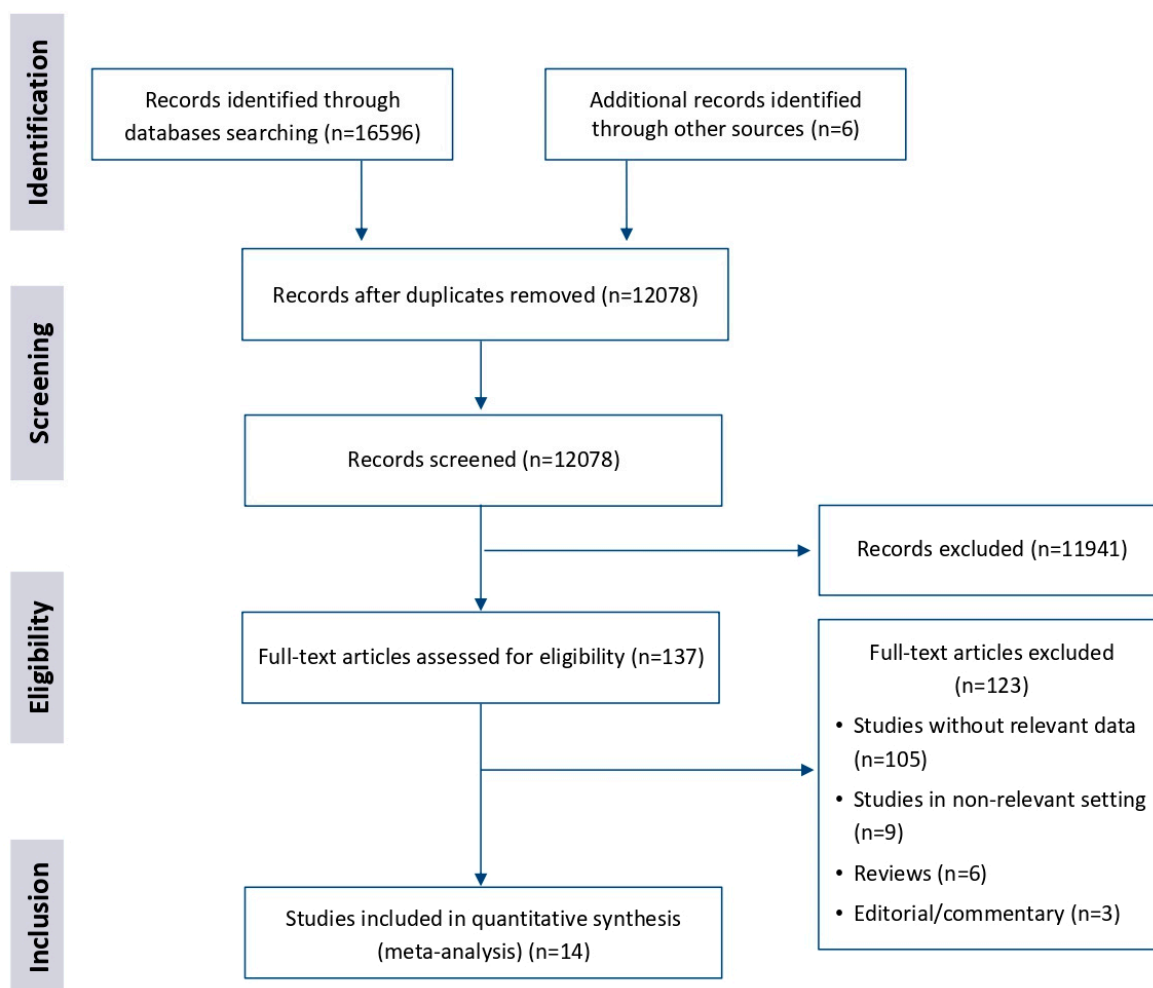 Identification
Records identified through
databases searching (n=16596)
Additional records identified
through other sources (n=6)
Records after duplicates removed (n=12078)
Screening
Records screened (n=12078)
Records excluded (n=11941)
Eligibility
Full-text articles assessed for eligibility (n=137)
Full-text articles excluded
(n=123)
• Studies without relevant data
(n=105)
• Studies in non-relevant setting
(n=9)
• Reviews (n=6)
• Editorial/commentary (n=3)
Inclusion
Studies included in quantitative synthesis
(meta-analysis) (n=14)